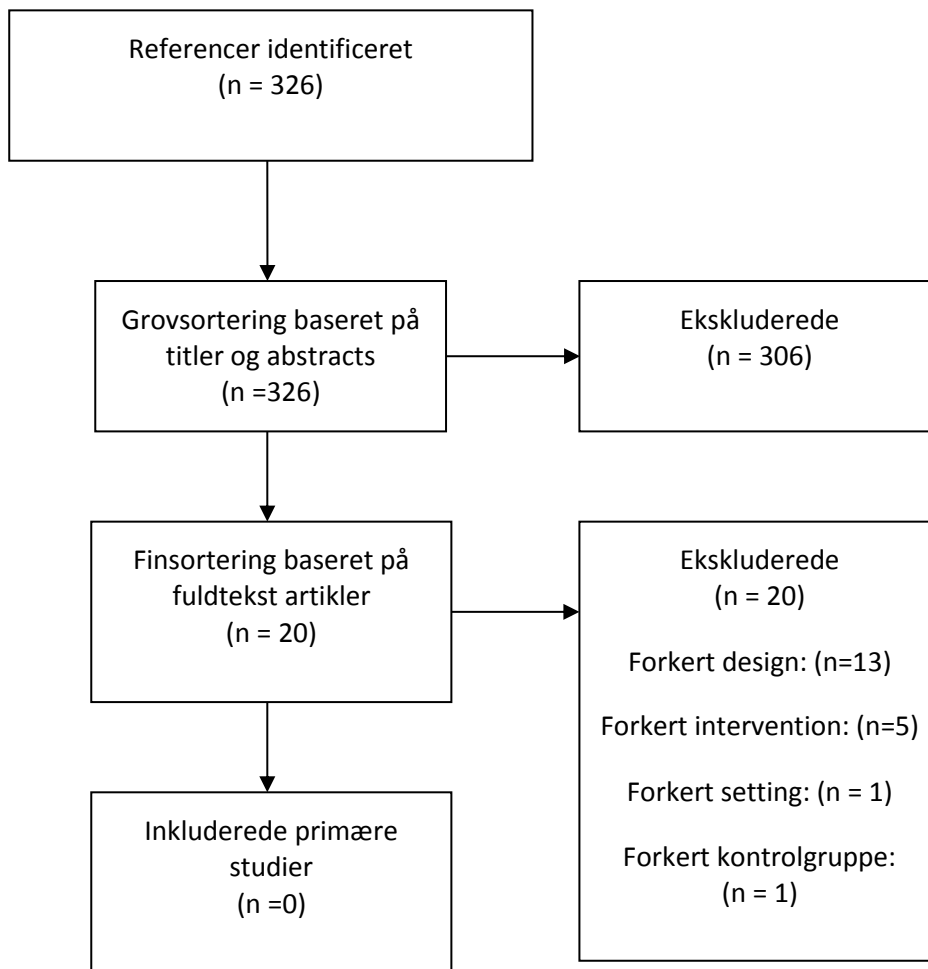 Referencer identificeret
(n = 326)
Grovsortering baseret på
titler og abstracts
(n =326)
Ekskluderede
(n = 306)
Finsortering baseret på
fuldtekst artikler
(n = 20)
Ekskluderede
(n = 20)
Forkert design: (n=13)
Forkert intervention: (n=5)
Forkert setting: (n = 1)
Forkert kontrolgruppe:
(n = 1)
Inkluderede primære
studier
(n =0)